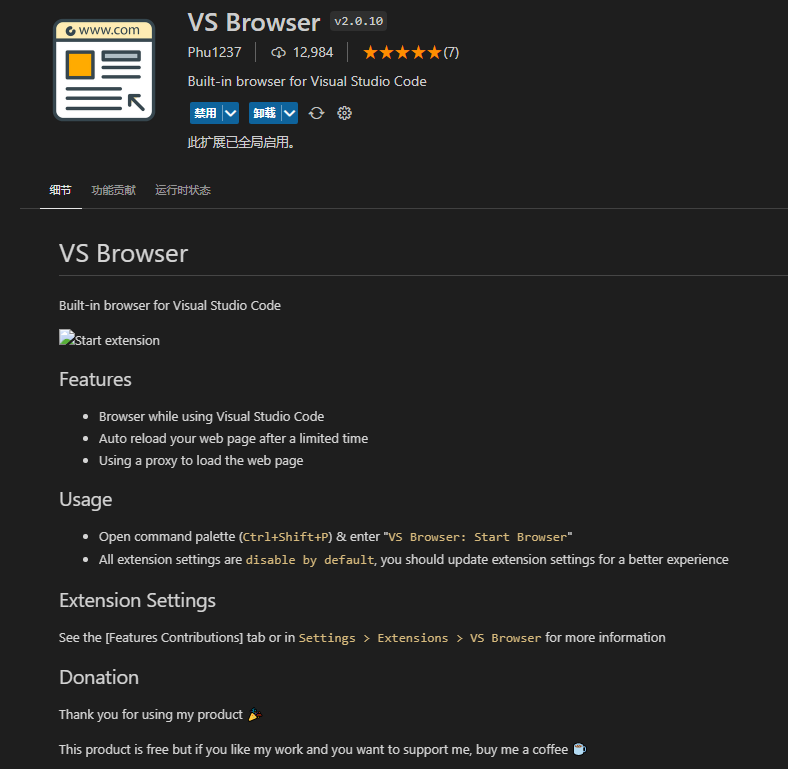 www.com
VS Browser v2.0.10
Phu1237 12,984 (7)
Built-in browser for Visual Studio Code
禁用 卸载
此扩展已全局启用。
细节 功能贡献 运行时状态
VS Browser
Built-in browser for Visual Studio Code
Start extension
Features
Browser while using Visual Studio Code
Auto reload your web page after a limited time
Using a proxy to load the web page
Usage
Open command palette (Ctrl+Shift+P) & enter "VS Browser: Start Browser"
All extension settings are disable by default, you should update extension settings for a better experience
Extension Settings
See the [Features Contributions] tab or in Settings > Extensions > VS Browser for more information
Donation
Thank you for using my product 🎉
This product is free but if you like my work and you want to support me, buy me a coffee ☕